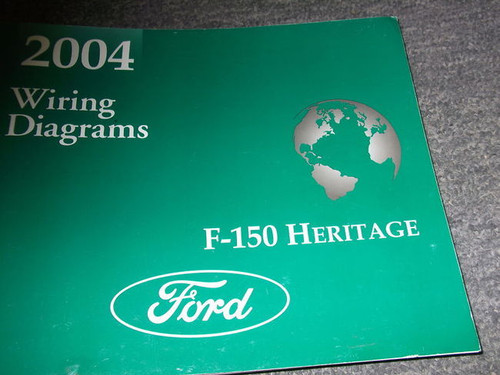 2004
Wiring
Diagrams
F-150 HERITAGE
Ford